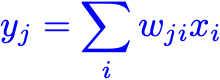 y_j = \sum_i w_{ji} x_i